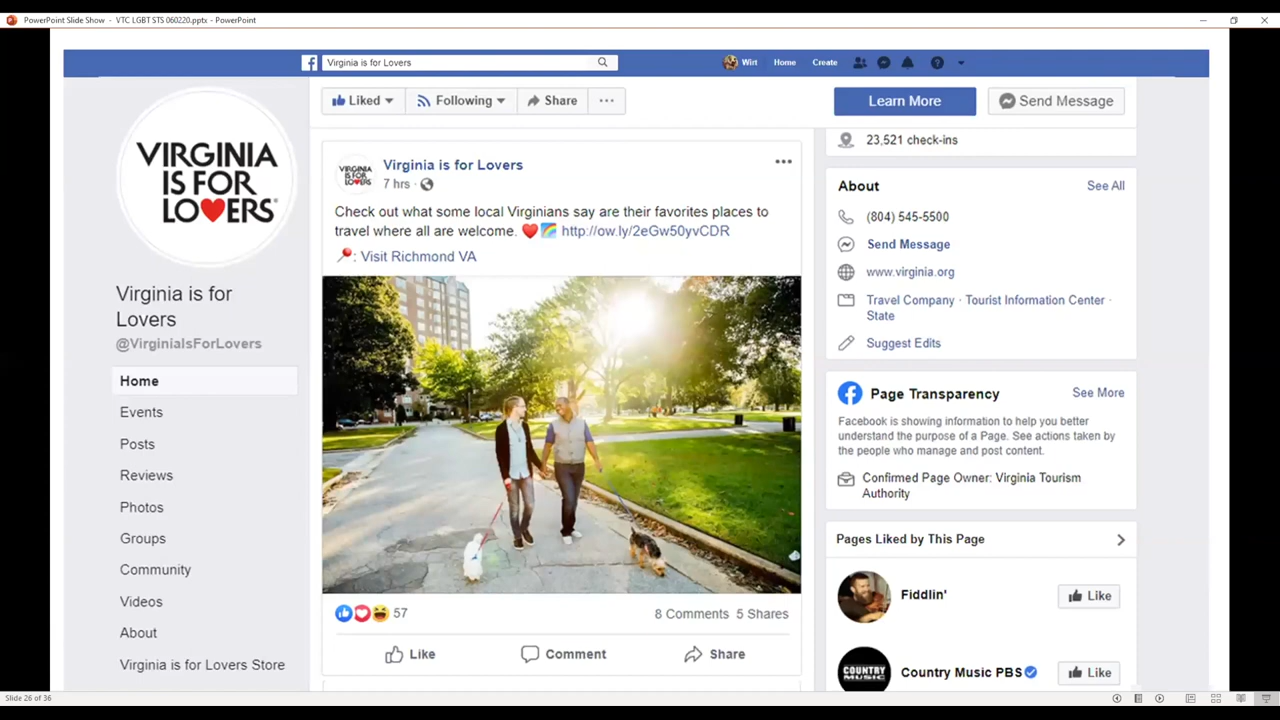 PowerPoint Slide Show - VTC LGBT STS 060220.pptx - PowerPoint
Virginia is for Lovers
Wirt
Home
Create
Liked
Following
Share
Learn More
Send Message
VIRGINIA
IS FOR
LOVERS
Virginia is for
Lovers
@VirginiaIsForLovers
Home
Events
Posts
Reviews
Photos
Groups
Community
Videos
About
Virginia is for Lovers Store
VIRGINIA
IS FOR
LOVERS
Virginia is for Lovers
7 hrs ·
Check out what some local Virginians say are their favorites places to
travel where all are welcome. ❤️🌈 http://ow.ly/2eGw50yvCDR
📍: Visit Richmond VA
57
8 Comments 5 Shares
Like
Comment
Share
23,521 check-ins
About
See All
(804) 545-5500
Send Message
www.virginia.org
Travel Company · Tourist Information Center ·
State
Suggest Edits
Page Transparency
See More
Facebook is showing information to help you better
understand the purpose of a Page. See actions taken by
the people who manage and post content.
Confirmed Page Owner: Virginia Tourism
Authority
Pages Liked by This Page
Fiddlin'
Like
COUNTRY
MUSIC
Country Music PBS
Like
Slide 26 of 36